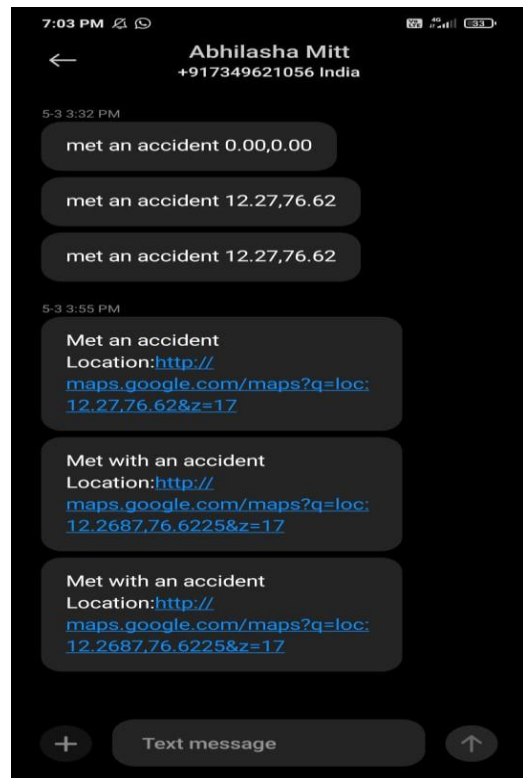 7:03 PM
4G
33
Abhilasha Mitt
+917349621056 India
5-3 3:32 PM
met an accident 0.00,0.00
met an accident 12.27,76.62
met an accident 12.27,76.62
5-3 3:55 PM
Met an accident
Location:http://
maps.google.com/maps?q=loc:
12.27,76.62&z=17
Met with an accident
Location:http://
maps.google.com/maps?q=loc:
12.2687,76.6225&z=17
Met with an accident
Location:http://
maps.google.com/maps?q=loc:
12.2687,76.6225&z=17
Text message